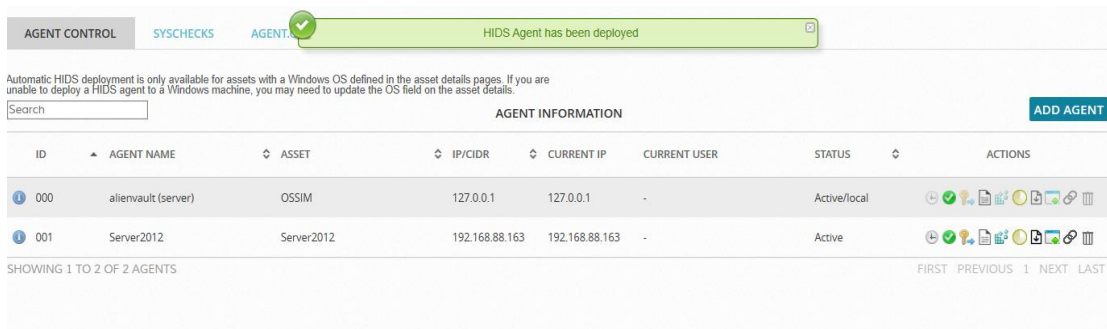 AGENT CONTROL SYSCHECKS AGENT. HIDS Agent has been deployed
Automatic HIDS deployment is only available for assets with a Windows OS defined in the asset details pages. If you are
unable to deploy a HIDS agent to a Windows machine, you may need to update the OS field on the asset details.
Search AGENT INFORMATION ADD AGENT
ID AGENT NAME ASSET IP/CIDR CURRENT IP CURRENT USER STATUS ACTIONS
000 alienvault (server) OSSIM 127.0.0.1 127.0.0.1 - Active/local
001 Server2012 Server2012 192.168.88.163 192.168.88.163 - Active
SHOWING 1 TO 2 OF 2 AGENTS FIRST PREVIOUS 1 NEXT LAST